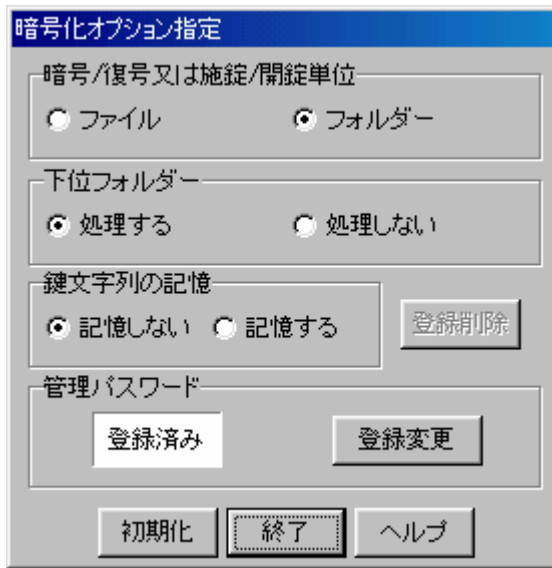 暗号化オプション指定
暗号/復号又は施錠/開錠単位
ファイル フォルダー
下位フォルダー
処理する 処理しない
鍵文字列の記憶
記憶しない 記憶する 登録削除
管理パスワード
登録済み 登録変更
初期化 終了 ヘルプ